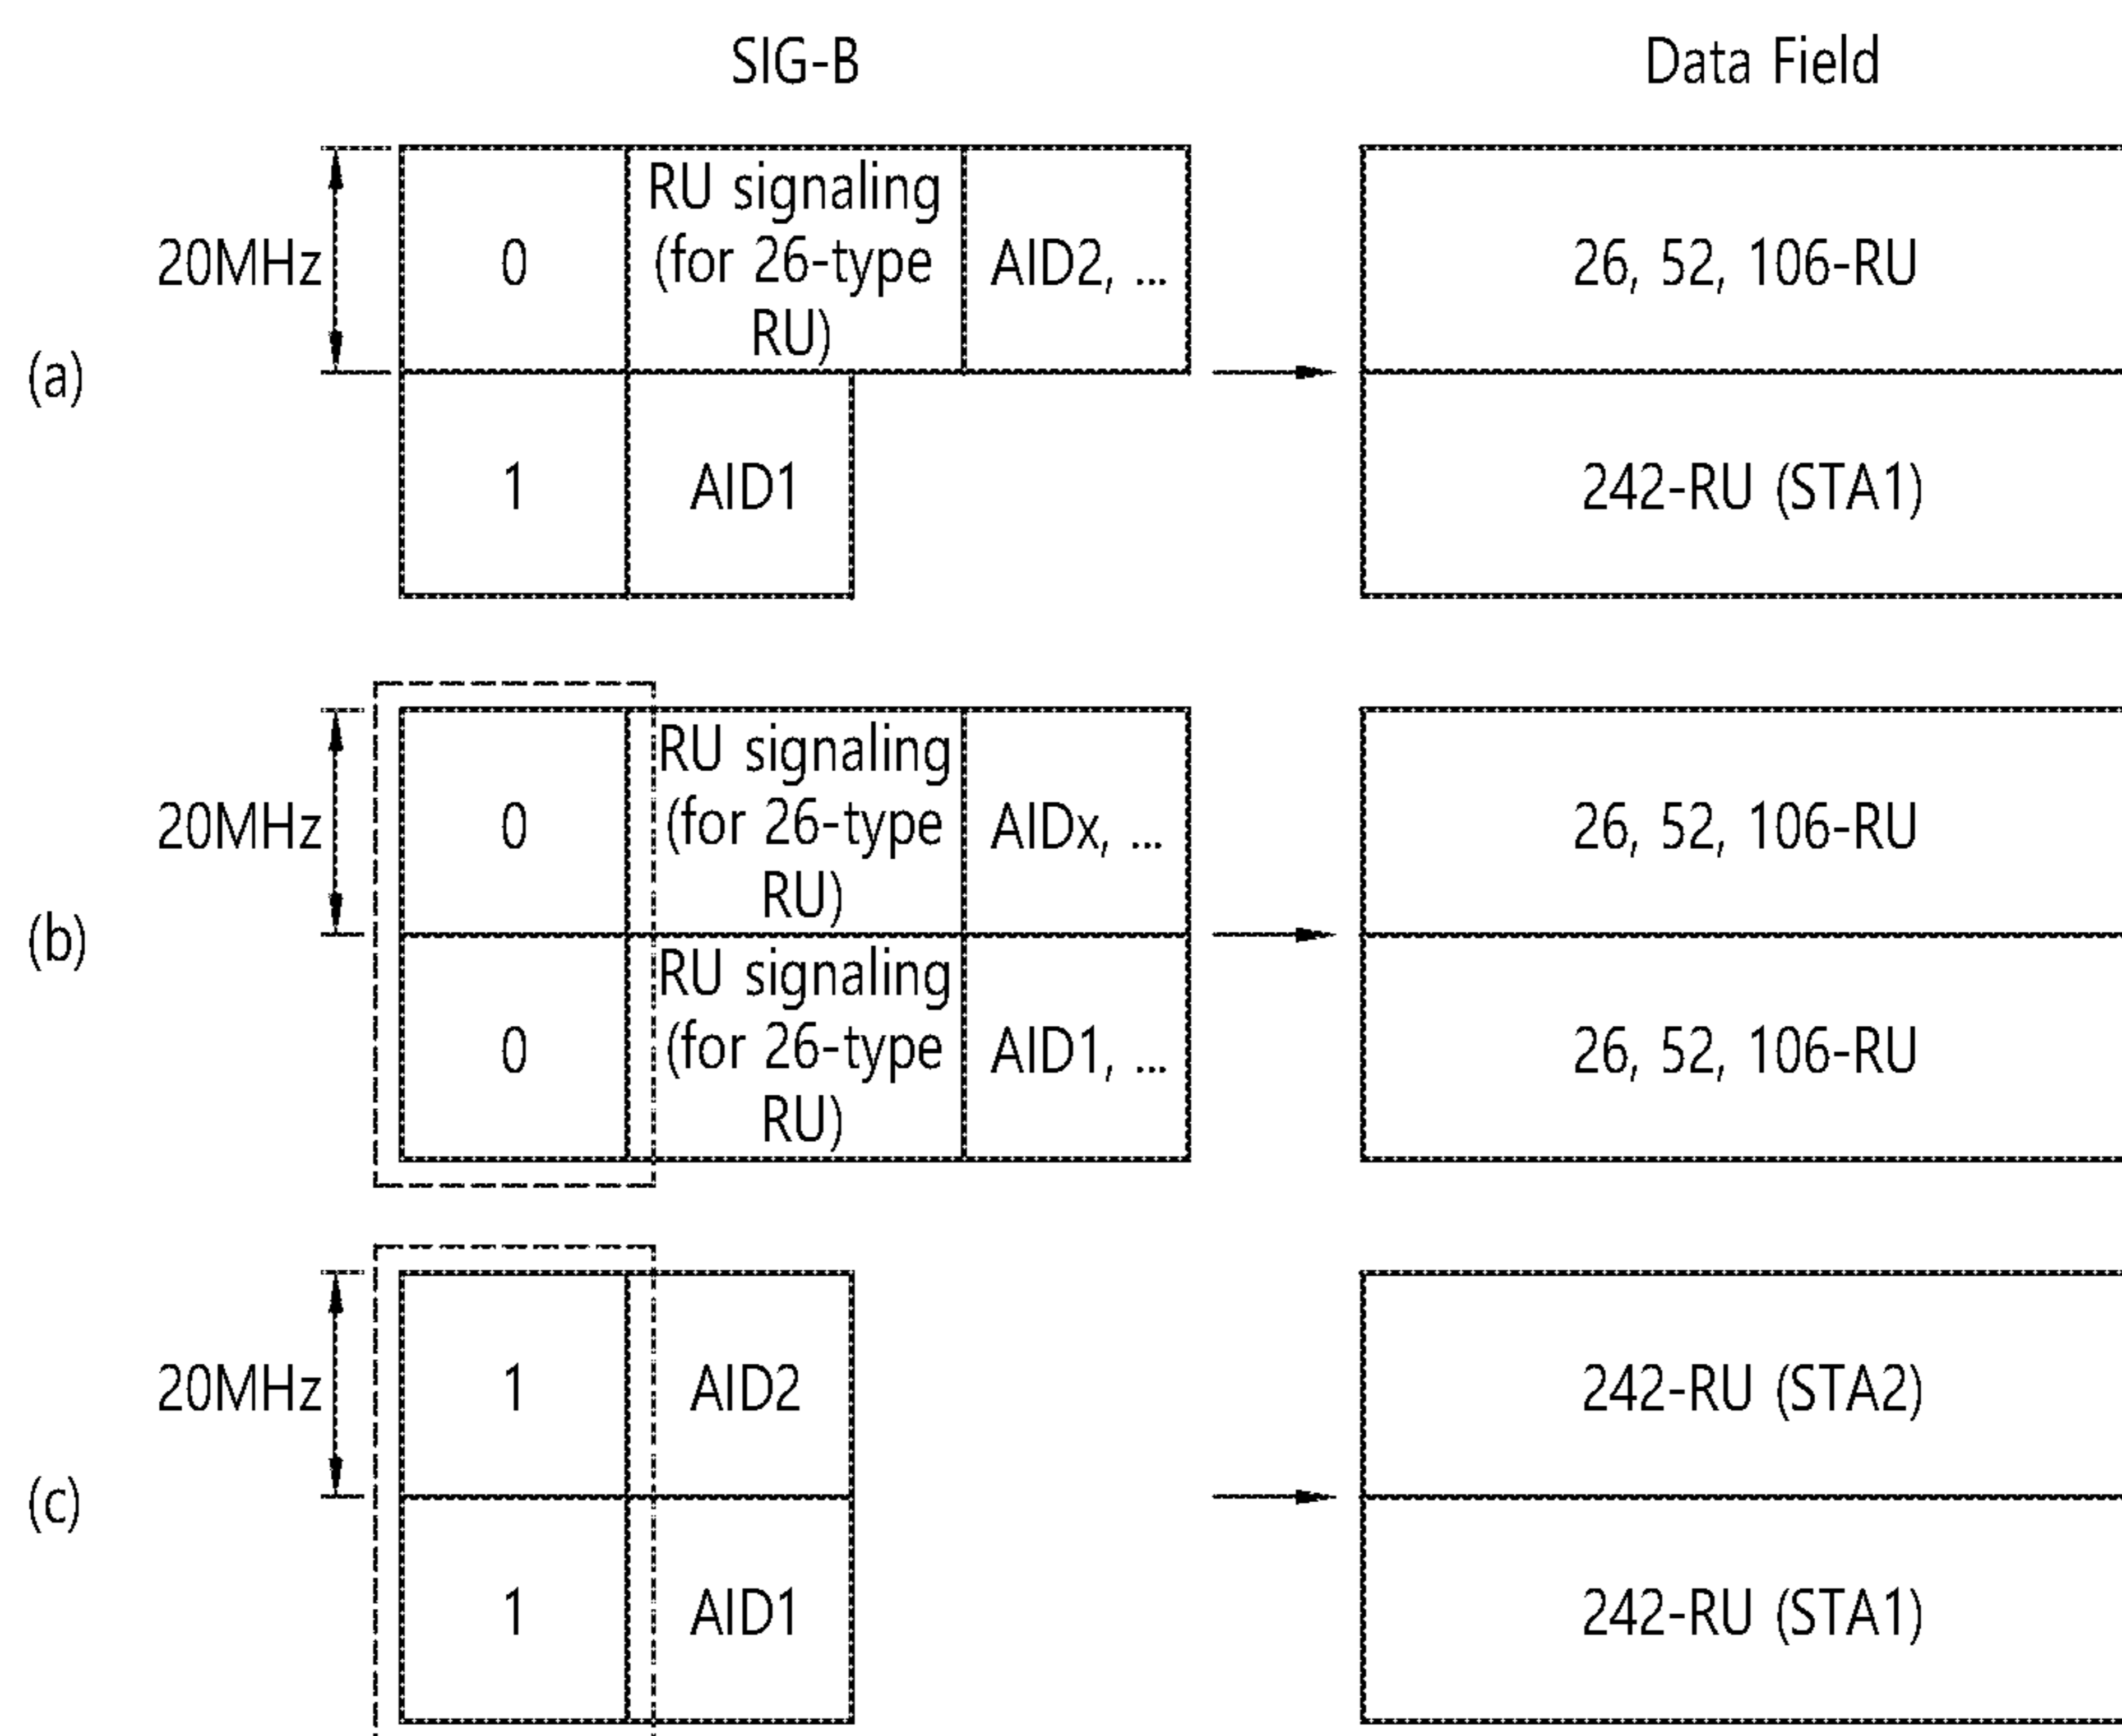 SIG-B
Data Field
20MHz
0
RU signaling
(for 26-type
RU)
AID2, ...
26, 52, 106-RU
(a)
1
AID1
242-RU (STA1)
20MHz
0
RU signaling
(for 26-type
RU)
AIDx, ...
26, 52, 106-RU
(b)
0
RU signaling
(for 26-type
RU)
AID1, ...
26, 52, 106-RU
20MHz
1
AID2
242-RU (STA2)
(c)
1
AID1
242-RU (STA1)